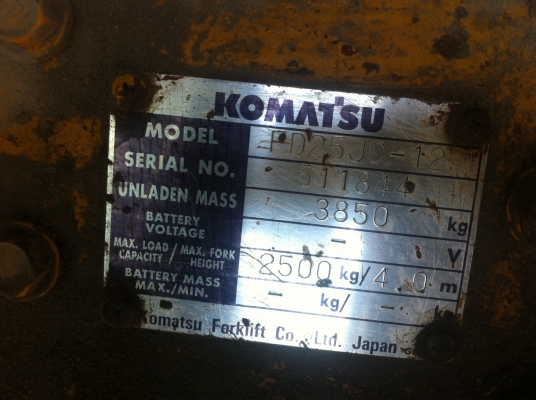 KOMATSU
MODEL FD25JC-12
SERIAL NO.
UNLADEN MASS 3850 kg
BATTERY VOLTAGE - V
MAX. LOAD / MAX. FORK
CAPACITY / HEIGHT 2500 kg/ 4.0 m
BATTERY MASS
MAX./MIN. - kg/ - kg
Komatsu Forklift Co., Ltd. Japan